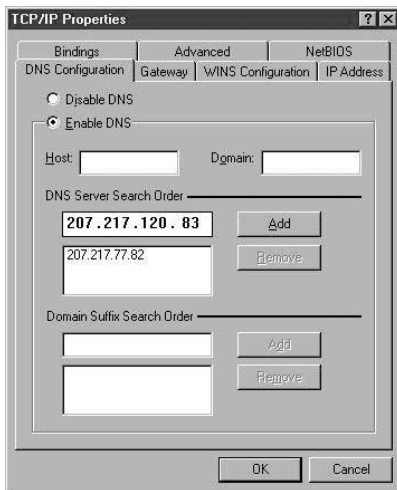 TCP/IP Properties
? X
Bindings Advanced NetBIOS
DNS Configuration Gateway WINS Configuration IP Address
Disable DNS
Enable DNS
Host: Domain:
DNS Server Search Order
207.217.120.83 Add
207.217.77.82 Remove
Domain Suffix Search Order
Add
Remove
OK Cancel